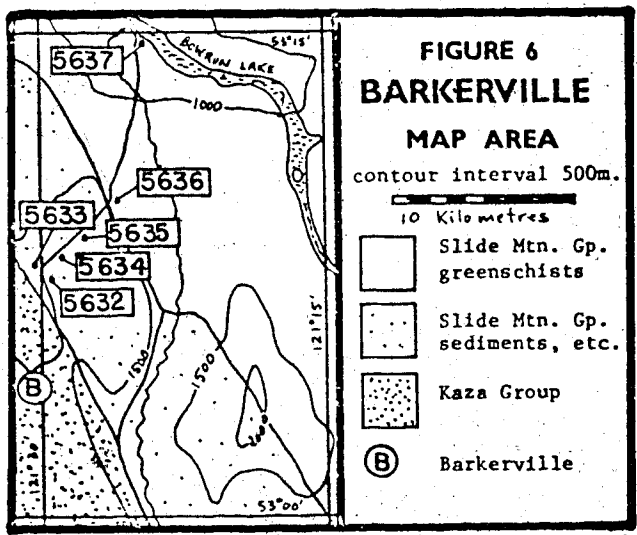 5637
BOWRON LAKE
53°15'
1000
5636
5633
5635
5634
5632
121°15'
1500
1500
2000
B
121°30'
53°00'
FIGURE 6
BARKERVILLE
MAP AREA
contour interval 500m.
10 Kilometres
Slide Mtn. Gp.
greenschists
Slide Mtn. Gp.
sediments, etc.
Kaza Group
B Barkerville